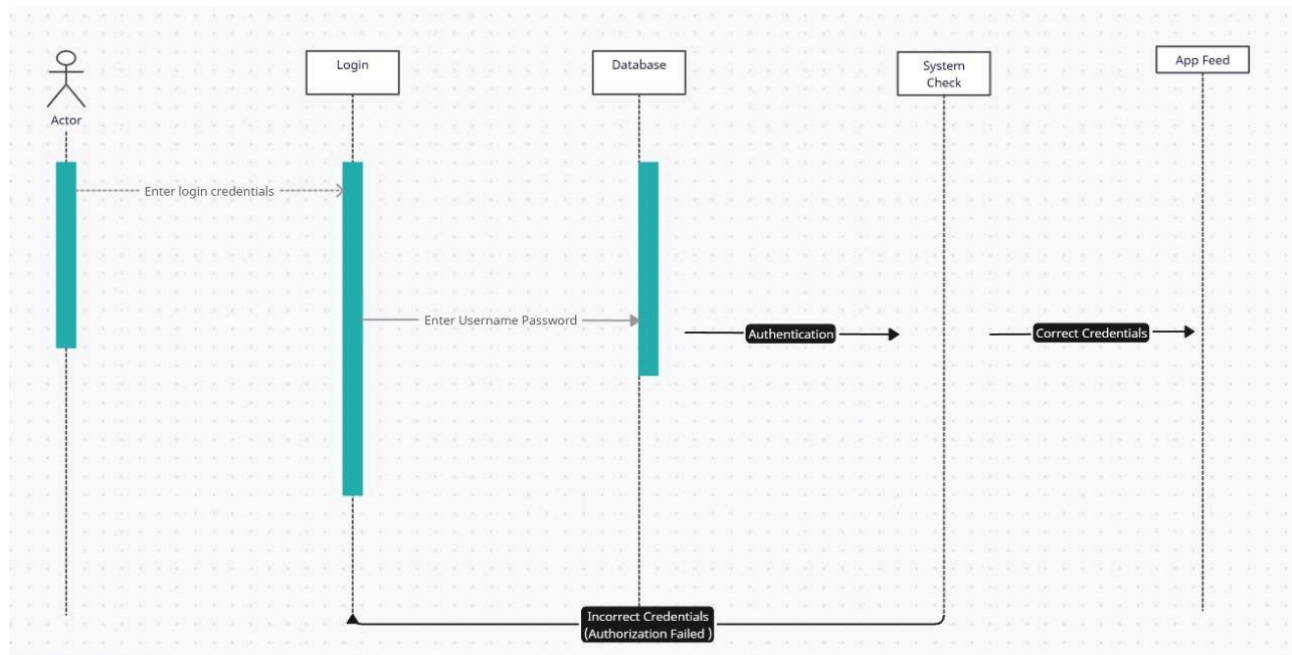 Login
Database
System
Check
App Feed
Actor
Enter login credentials
Enter Username Password
Authentication
Correct Credentials
Incorrect Credentials
(Authorization Failed )